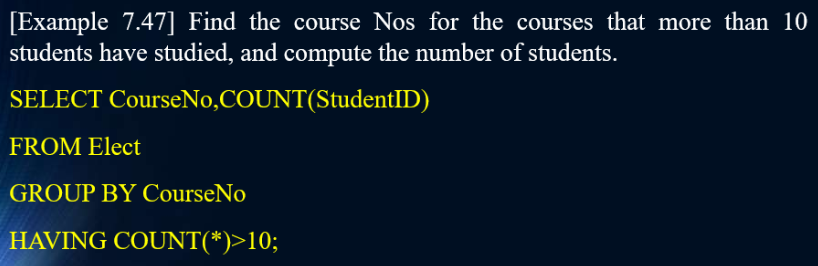 [Example 7.47] Find the course Nos for the courses that more than 10
students have studied, and compute the number of students.
SELECT CourseNo,COUNT(StudentID)
FROM Elect
GROUP BY CourseNo
HAVING COUNT(*)>10;